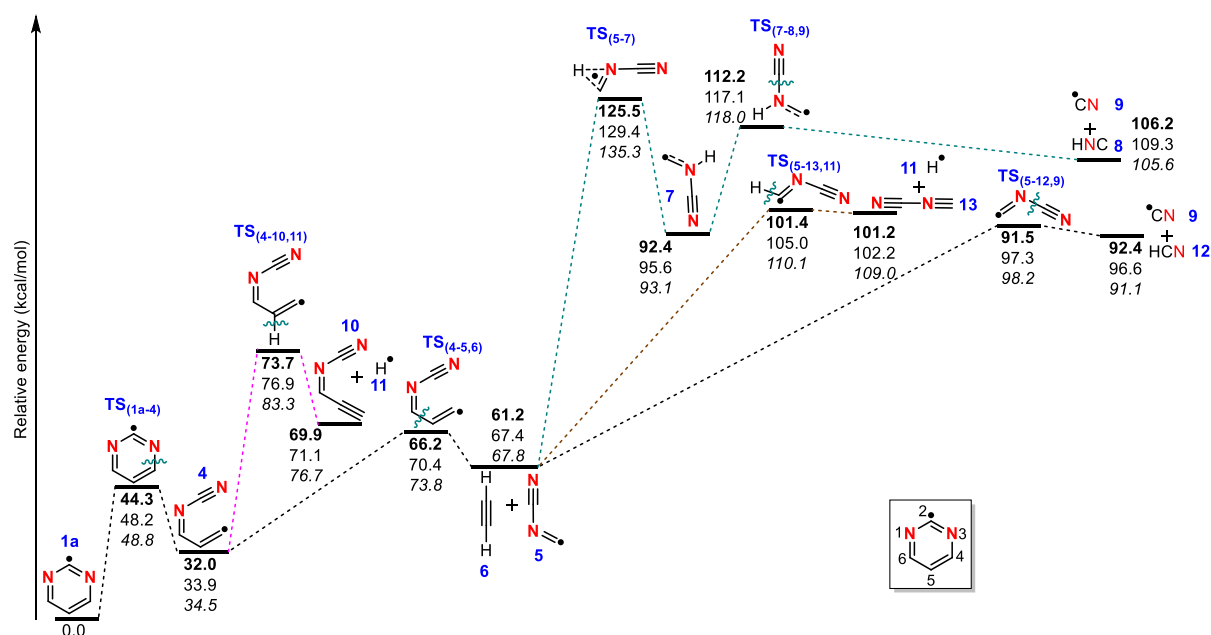 Relative energy (kcal/mol)
1a
N N
0.0
TS(1a-4)
N N
44.3
48.2
48.8
4
N N
32.0
33.9
34.5
TS(4-10,11)
N
N
H
73.7
76.9
83.3
10
N
N
+
H
11
69.9
71.1
76.7
TS(4-5,6)
N
N
66.2
70.4
73.8
61.2
67.4
67.8
H
H
6
+
N
N
5
TS(5-7)
H N N
125.5
129.4
135.3
7
N H
N
92.4
95.6
93.1
TS(7-8,9)
N
N
H
112.2
117.1
118.0
CN 9
+
HNC 8
106.2
109.3
105.6
TS(5-13,11)
H N N
101.4
105.0
110.1
11 H
+
N N 13
101.2
102.2
109.0
TS(5-12,9)
N N
91.5
97.3
98.2
CN 9
+
HCN 12
92.4
96.6
91.1
2
1 N N3
6 4
5